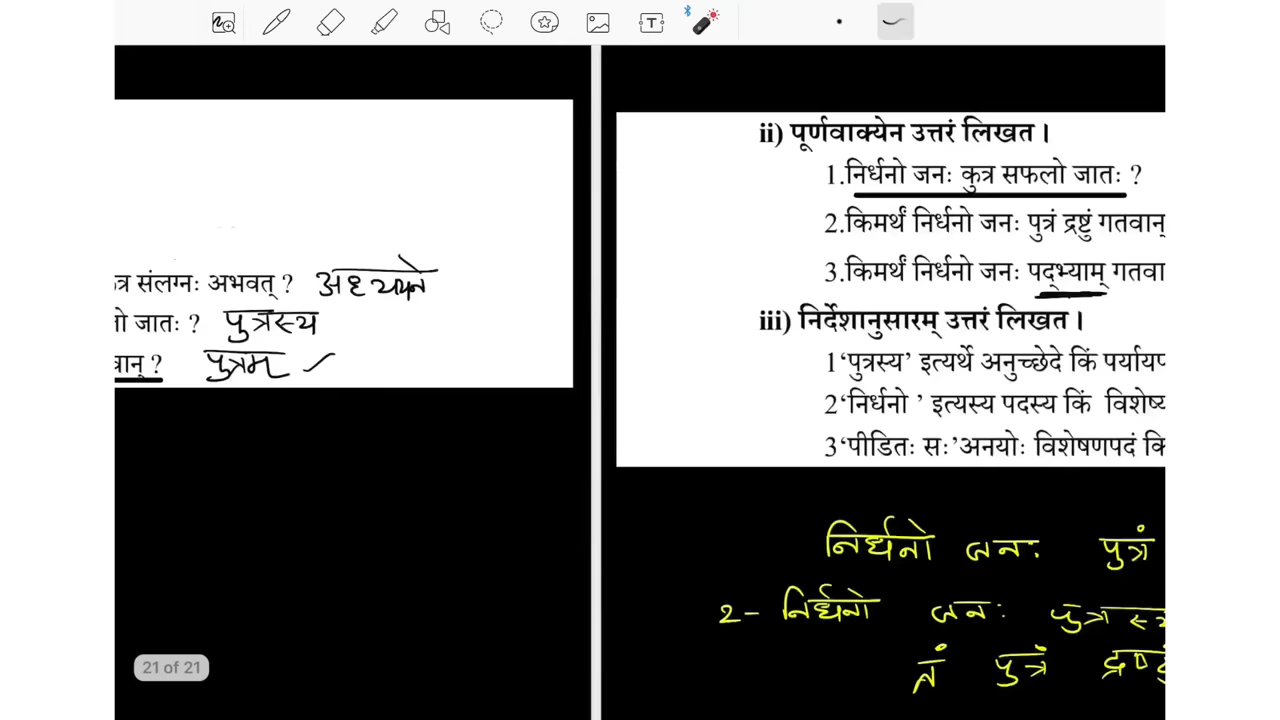 त्र संलग्नः अभवत् ? अध्ययने
ो जातः ? पुत्रस्य
वान् ? पुत्रम्
21 of 21
ii) पूर्णवाक्येन उत्तरं लिखत ।
1.निर्धनो जनः कुत्र सफलो जातः ?
2.किमर्थं निर्धनो जनः पुत्रं द्रष्टुं गतवान्
3.किमर्थं निर्धनो जनः पद्भ्याम् गतवा
iii) निर्देशानुसारम् उत्तरं लिखत ।
1‘पुत्रस्य’ इत्यर्थे अनुच्छेदे किं पर्यायप
2‘निर्धनो ’ इत्यस्य पदस्य किं विशेष्य
3‘पीडितः सः’अनयोः विशेषणपदं कि
निर्धनो जनः पुत्रं
2- निर्धनो जनः पुत्रस्य
तं पुत्रं द्रष्टुं